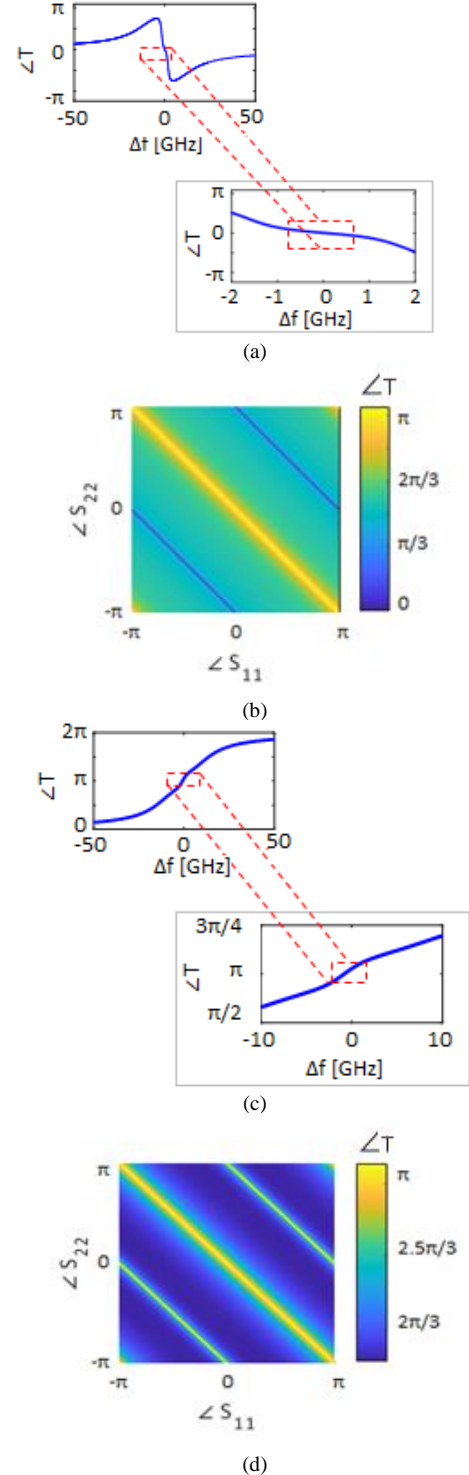 π
0
-π
∠T
-50
0
50
Δf [GHz]
π
0
-π
∠T
-2
-1
0
1
2
Δf [GHz]
(a)
∠T
π
0
-π
∠ S22
-π
0
π
∠ S11
π
2π/3
π/3
0
(b)
2π
π
0
∠T
-50
0
50
Δf [GHz]
3π/4
π
π/2
∠T
-10
0
10
Δf [GHz]
(c)
∠T
π
0
-π
∠ S22
-π
0
π
∠ S11
π
2.5π/3
2π/3
(d)